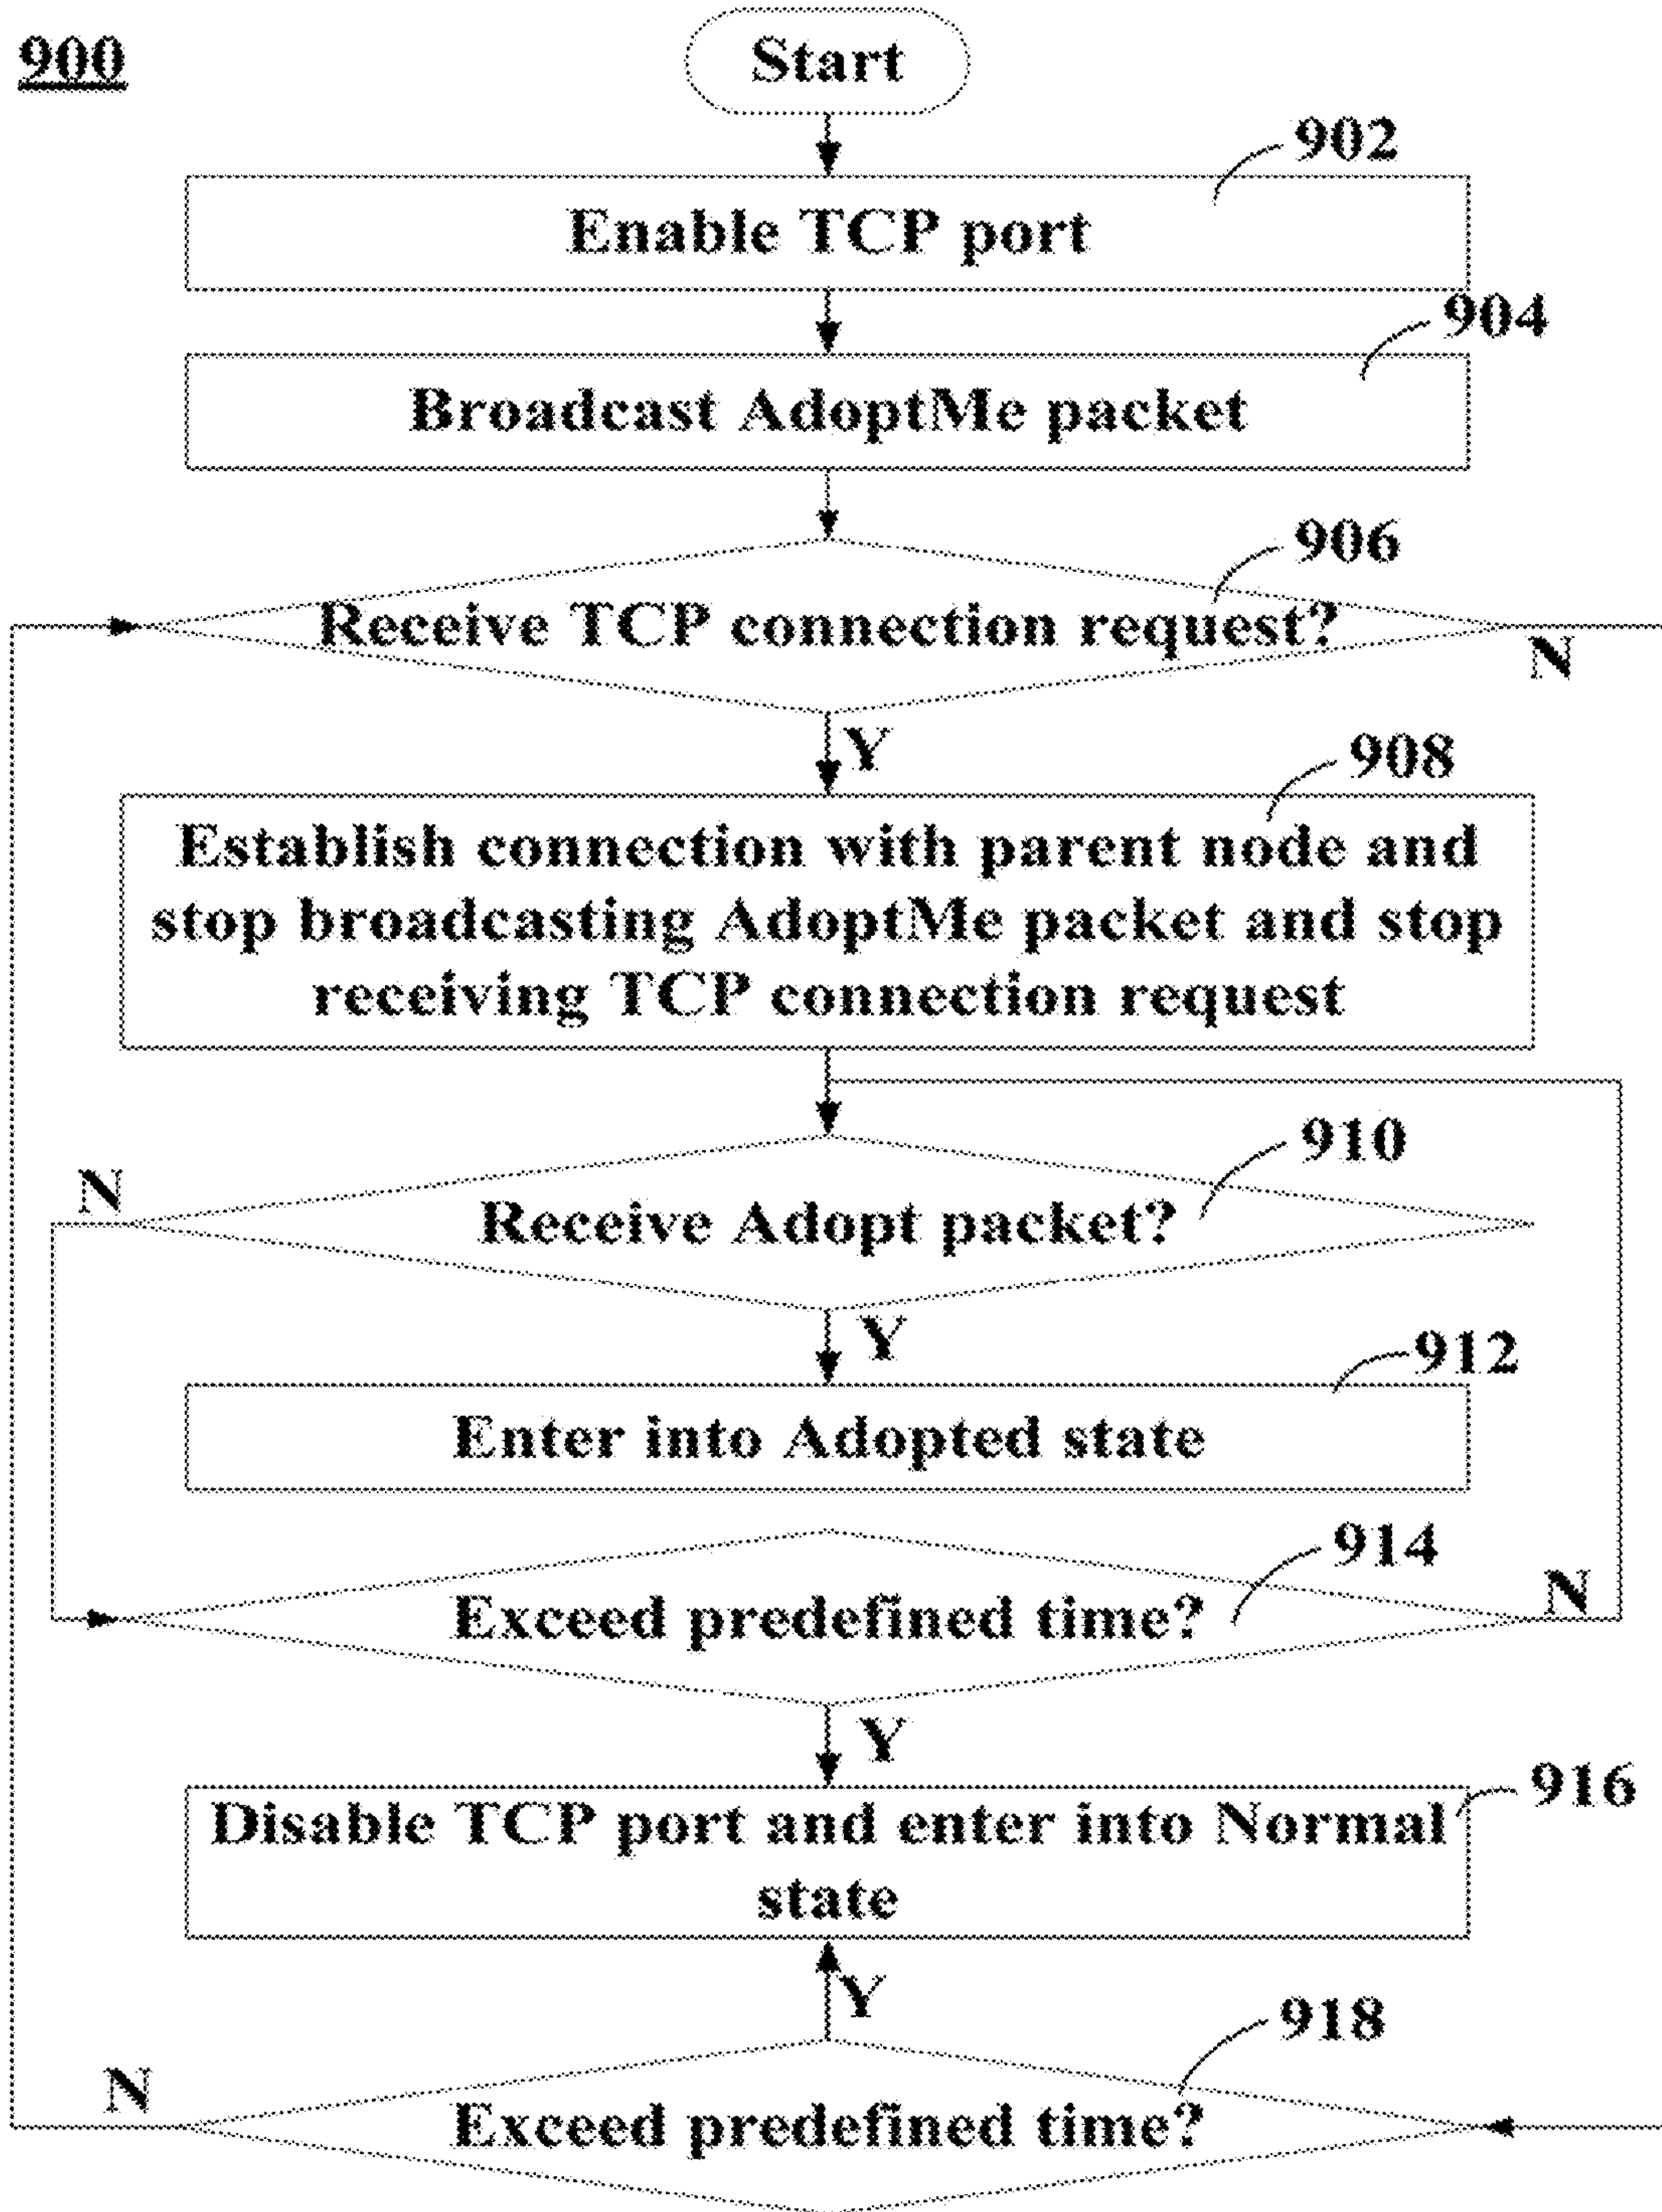 900
Start
902
Enable TCP port
904
Broadcast AdoptMe packet
906
Receive TCP connection request?
N
Y
908
Establish connection with parent node and
stop broadcasting AdoptMe packet and stop
receiving TCP connection request
910
N
Receive Adopt packet?
Y
912
Enter into Adopted state
914
Exceed predefined time?
N
Y
916
Disable TCP port and enter into Normal
state
Y
918
N
Exceed predefined time?